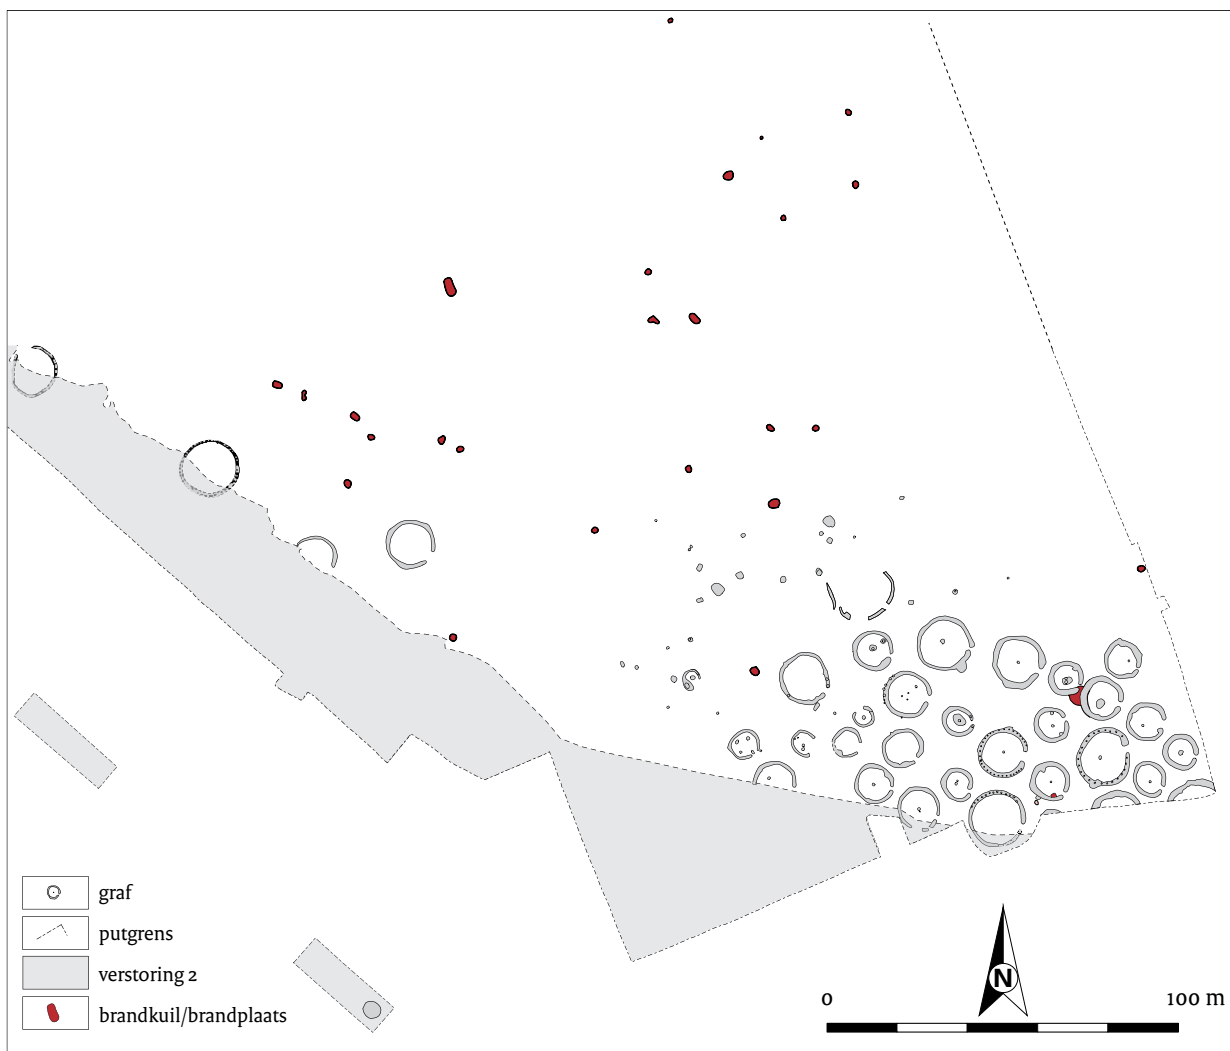 graf
putgrens
verstoring 2
brandkuil/brandplaats
N
0 100 m